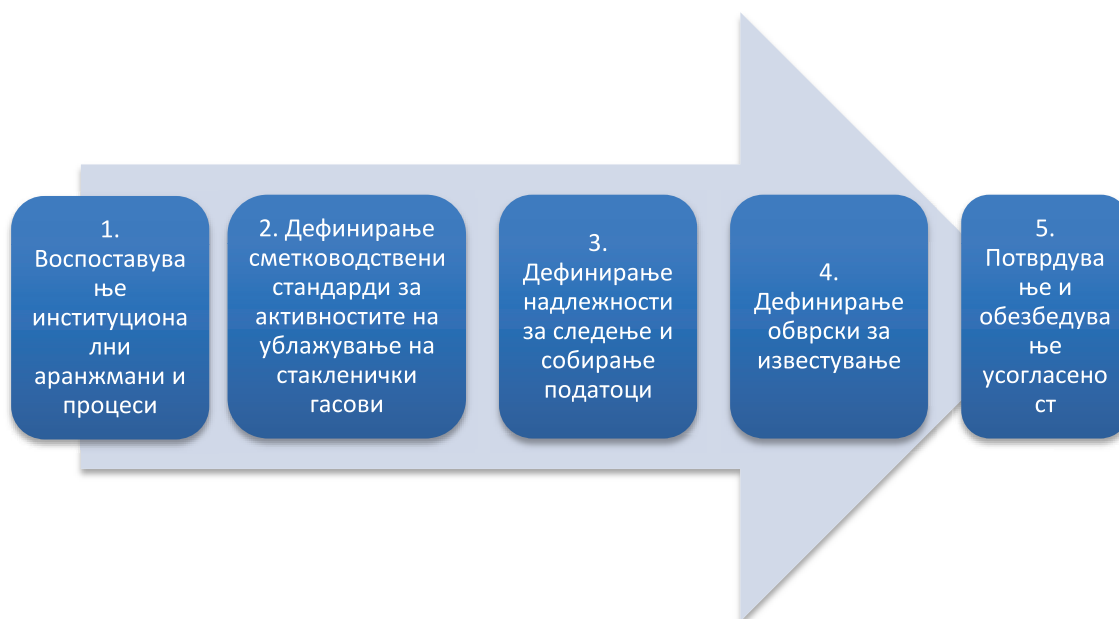 1.
Воспоставува
ње
институциона
лни
аранжмани и
процеси
2. Дефинирање
сметководствени
стандарди за
активностите на
ублажување на
стакленички
гасови
3.
Дефинирање
надлежности
за следење и
собирање
податоци
4.
Дефинирање
обврски за
известување
5.
Потврдува
ње и
обезбедува
ње
усогласено
ст